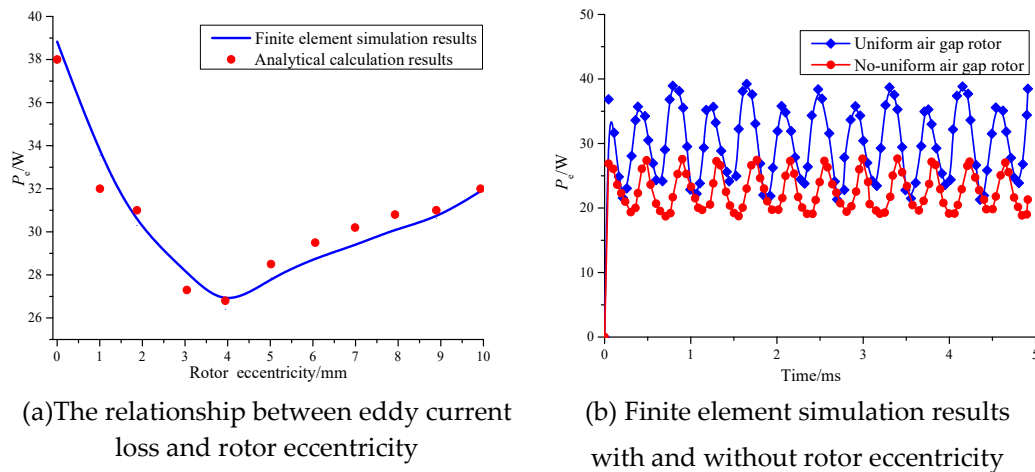 40
38
36
34
32
30
28
26
Pe/W
Finite element simulation results
Analytical calculation results
0 1 2 3 4 5 6 7 8 9 10
Rotor eccentricity/mm
(a)The relationship between eddy current
loss and rotor eccentricity
50
40
30
20
10
0
Pe/W
Uniform air gap rotor
No-uniform air gap rotor
0 1 2 3 4 5
Time/ms
(b) Finite element simulation results
with and without rotor eccentricity